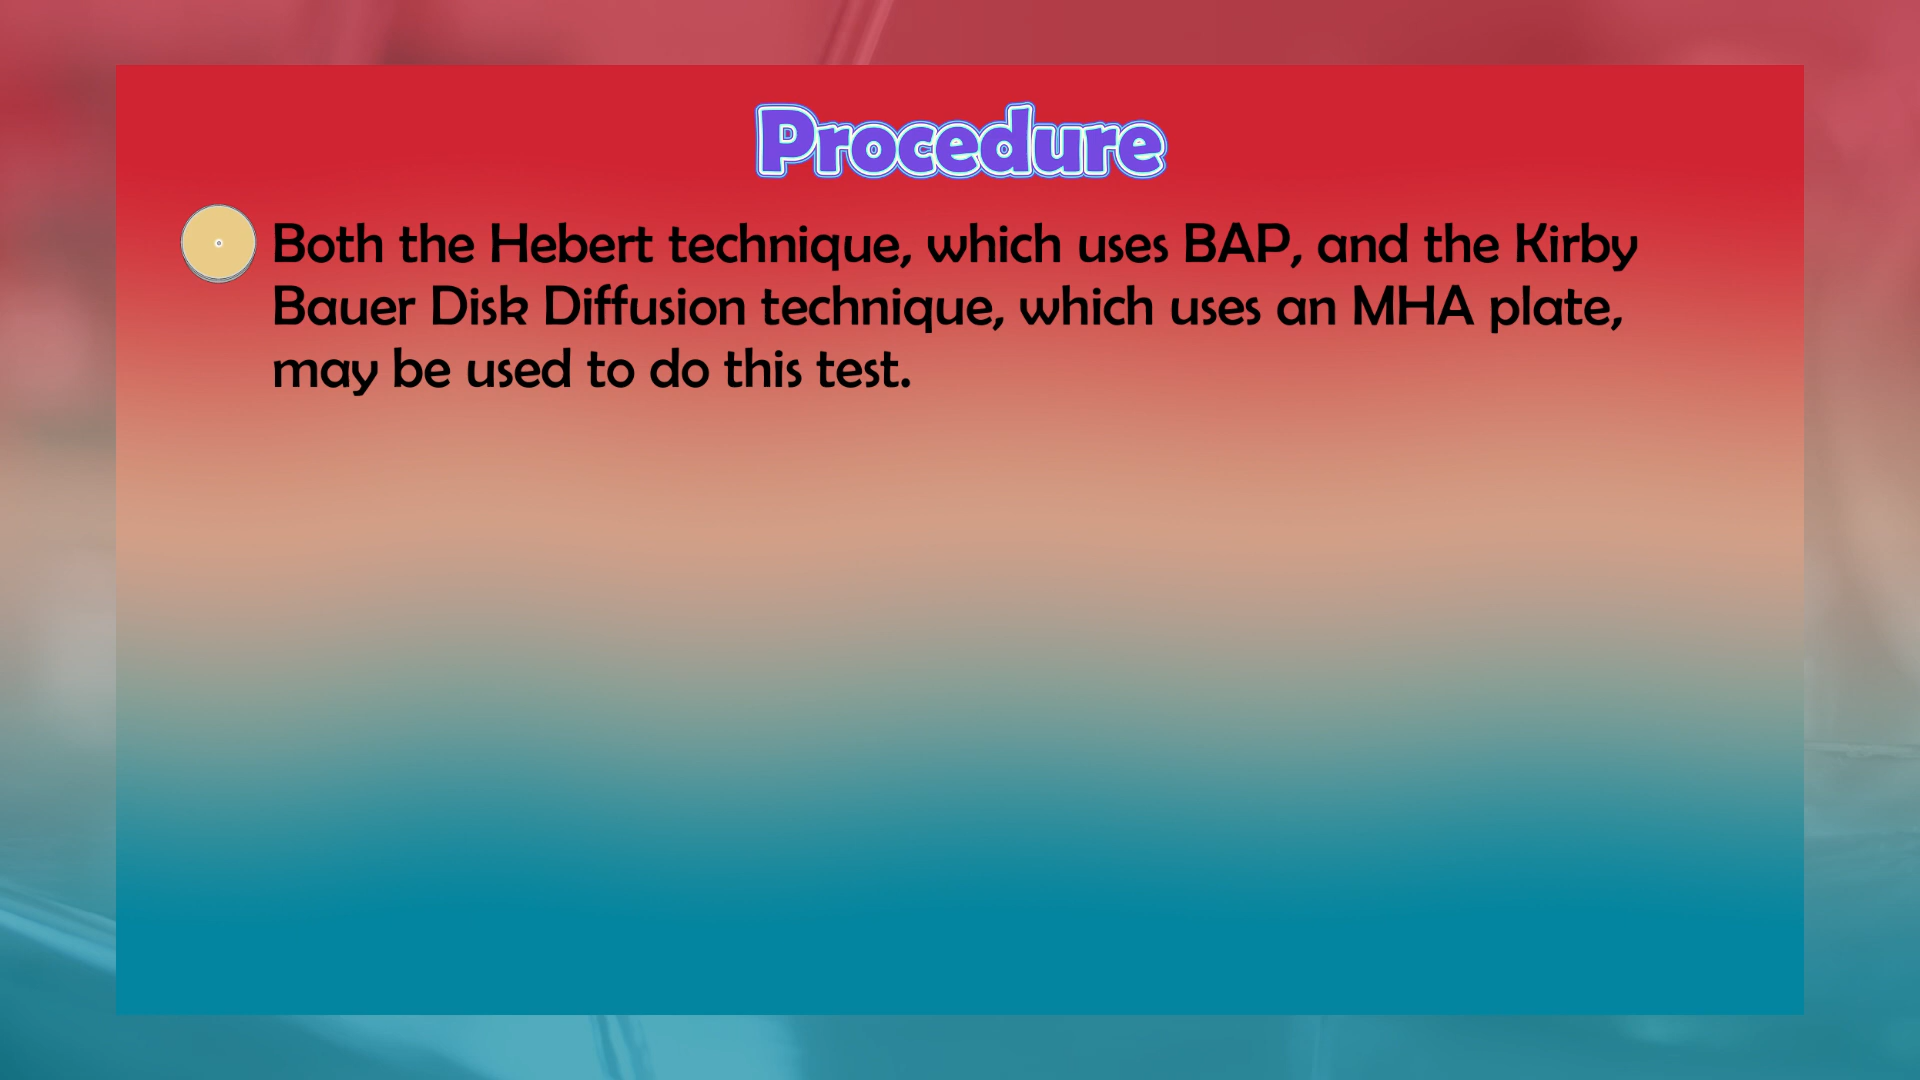 Procedure
Both the Hebert technique, which uses BAP, and the Kirby
Bauer Disk Diffusion technique, which uses an MHA plate,
may be used to do this test.